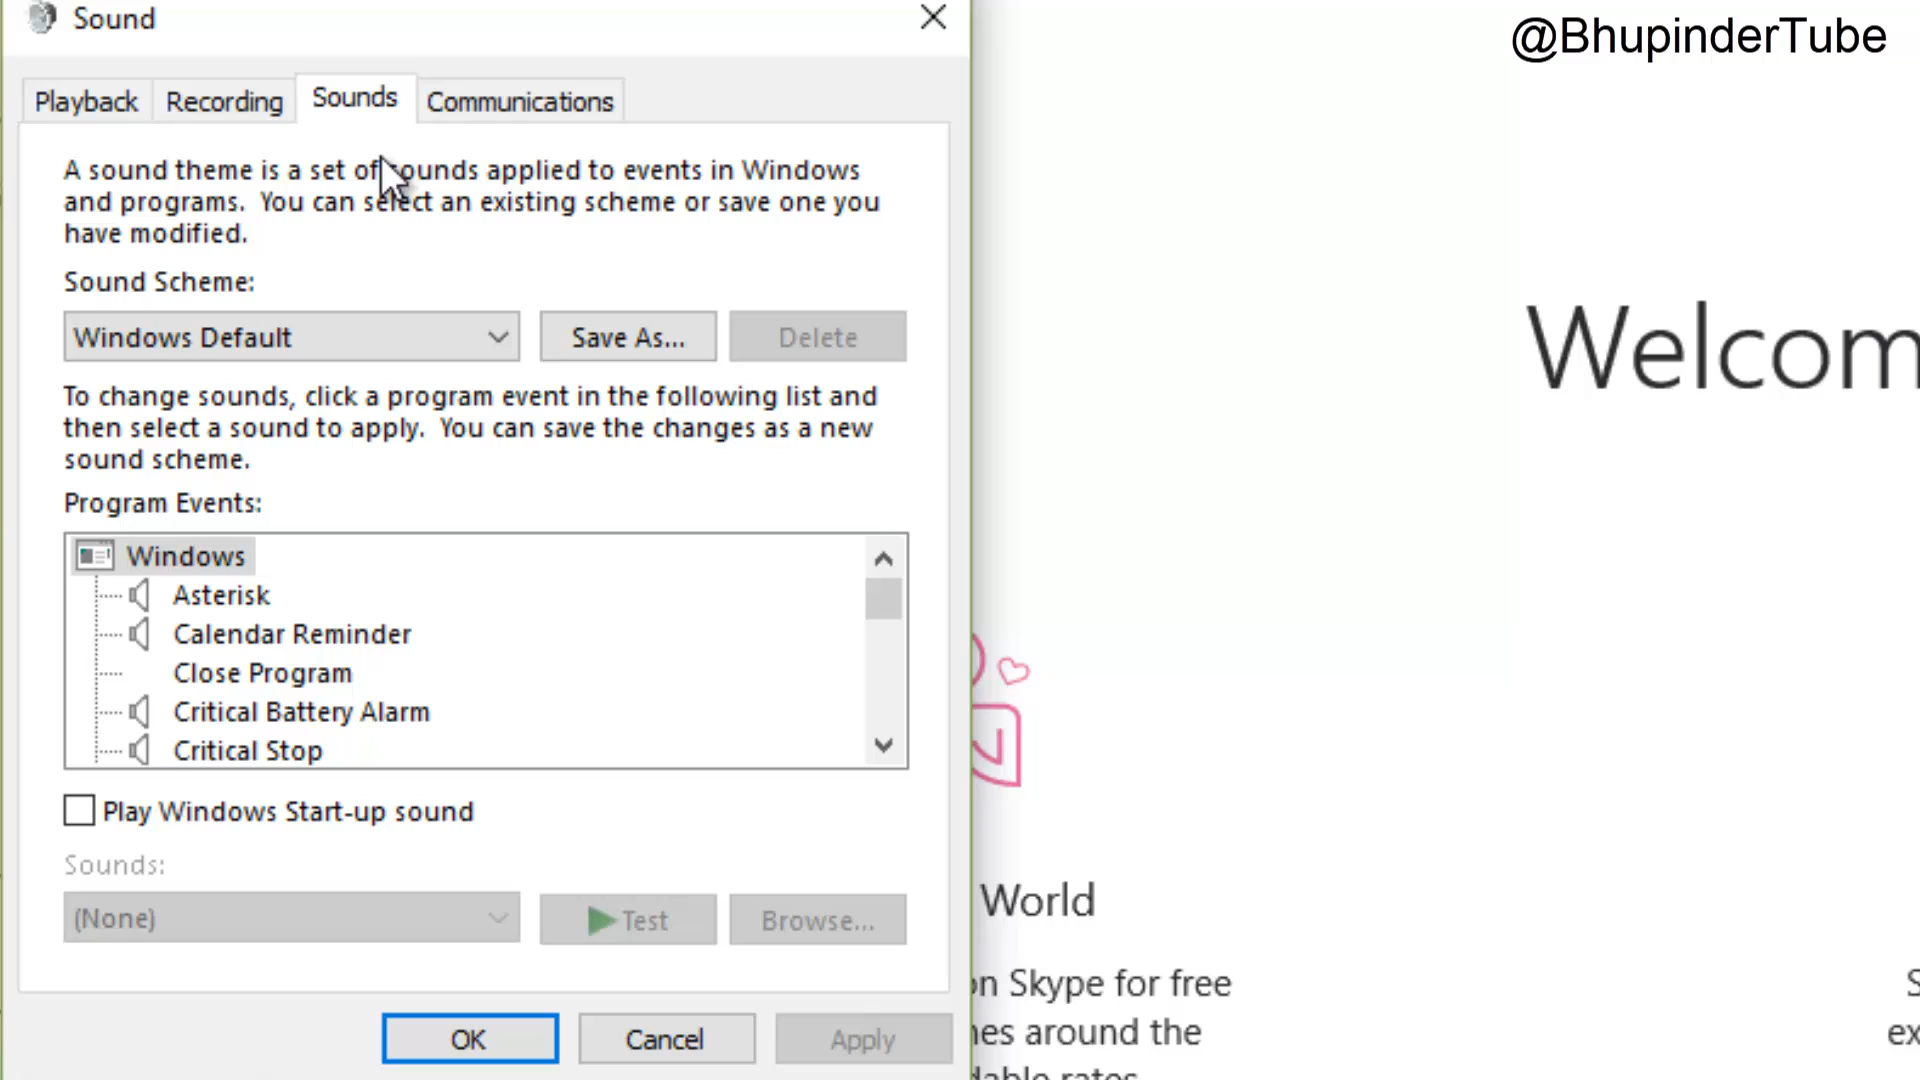 Sound
@BhupinderTube
Playback
Recording
Sounds
Communications
A sound theme is a set of sounds applied to events in Windows
and programs. You can select an existing scheme or save one you
have modified.
Sound Scheme:
Windows Default
Save As...
Delete
To change sounds, click a program event in the following list and
then select a sound to apply. You can save the changes as a new
sound scheme.
Program Events:
Windows
Asterisk
Calendar Reminder
Close Program
Critical Battery Alarm
Critical Stop
Play Windows Start-up sound
Sounds:
(None)
Test
Browse...
OK
Cancel
Apply
Welcom
World
on Skype for free
nes around the
dable rates
S
ex